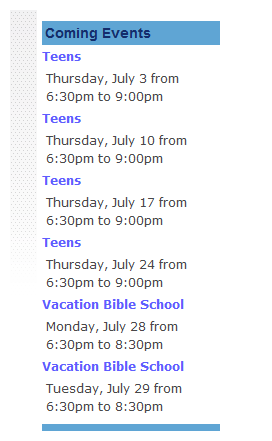 Coming Events
Teens
Thursday, July 3 from
6:30pm to 9:00pm
Teens
Thursday, July 10 from
6:30pm to 9:00pm
Teens
Thursday, July 17 from
6:30pm to 9:00pm
Teens
Thursday, July 24 from
6:30pm to 9:00pm
Vacation Bible School
Monday, July 28 from
6:30pm to 8:30pm
Vacation Bible School
Tuesday, July 29 from
6:30pm to 8:30pm